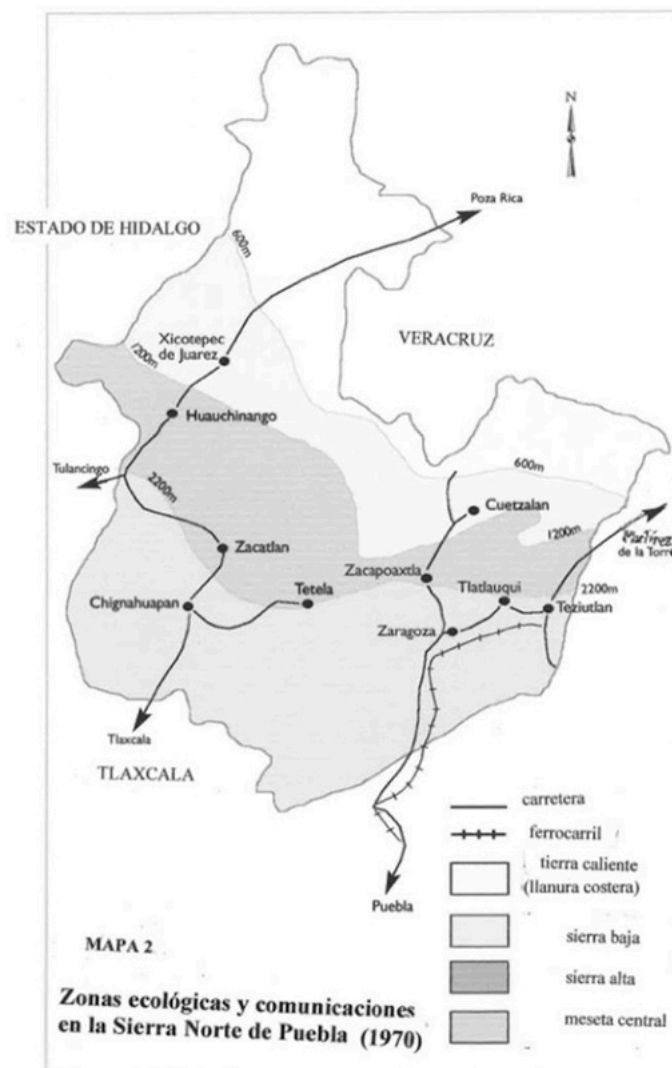 N
Poza Rica
ESTADO DE HIDALGO
600m
VERACRUZ
Xicotepec
de Juarez
1200m
Huauchinango
Tulancingo
2200m
600m
Cuetzalan
1200m
Martírez
de la Torre
Zacatlan
Zacapoaxtla
Tetela
Tlatlauqui
2200m
Chignahuapan
Teziutlan
Zaragoza
Tlaxcala
TLAXCALA
carretera
ferrocarril
tierra caliente
(llanura costera)
Puebla
sierra baja
MAPA 2
sierra alta
Zonas ecológicas y comunicaciones
en la Sierra Norte de Puebla (1970)
meseta central